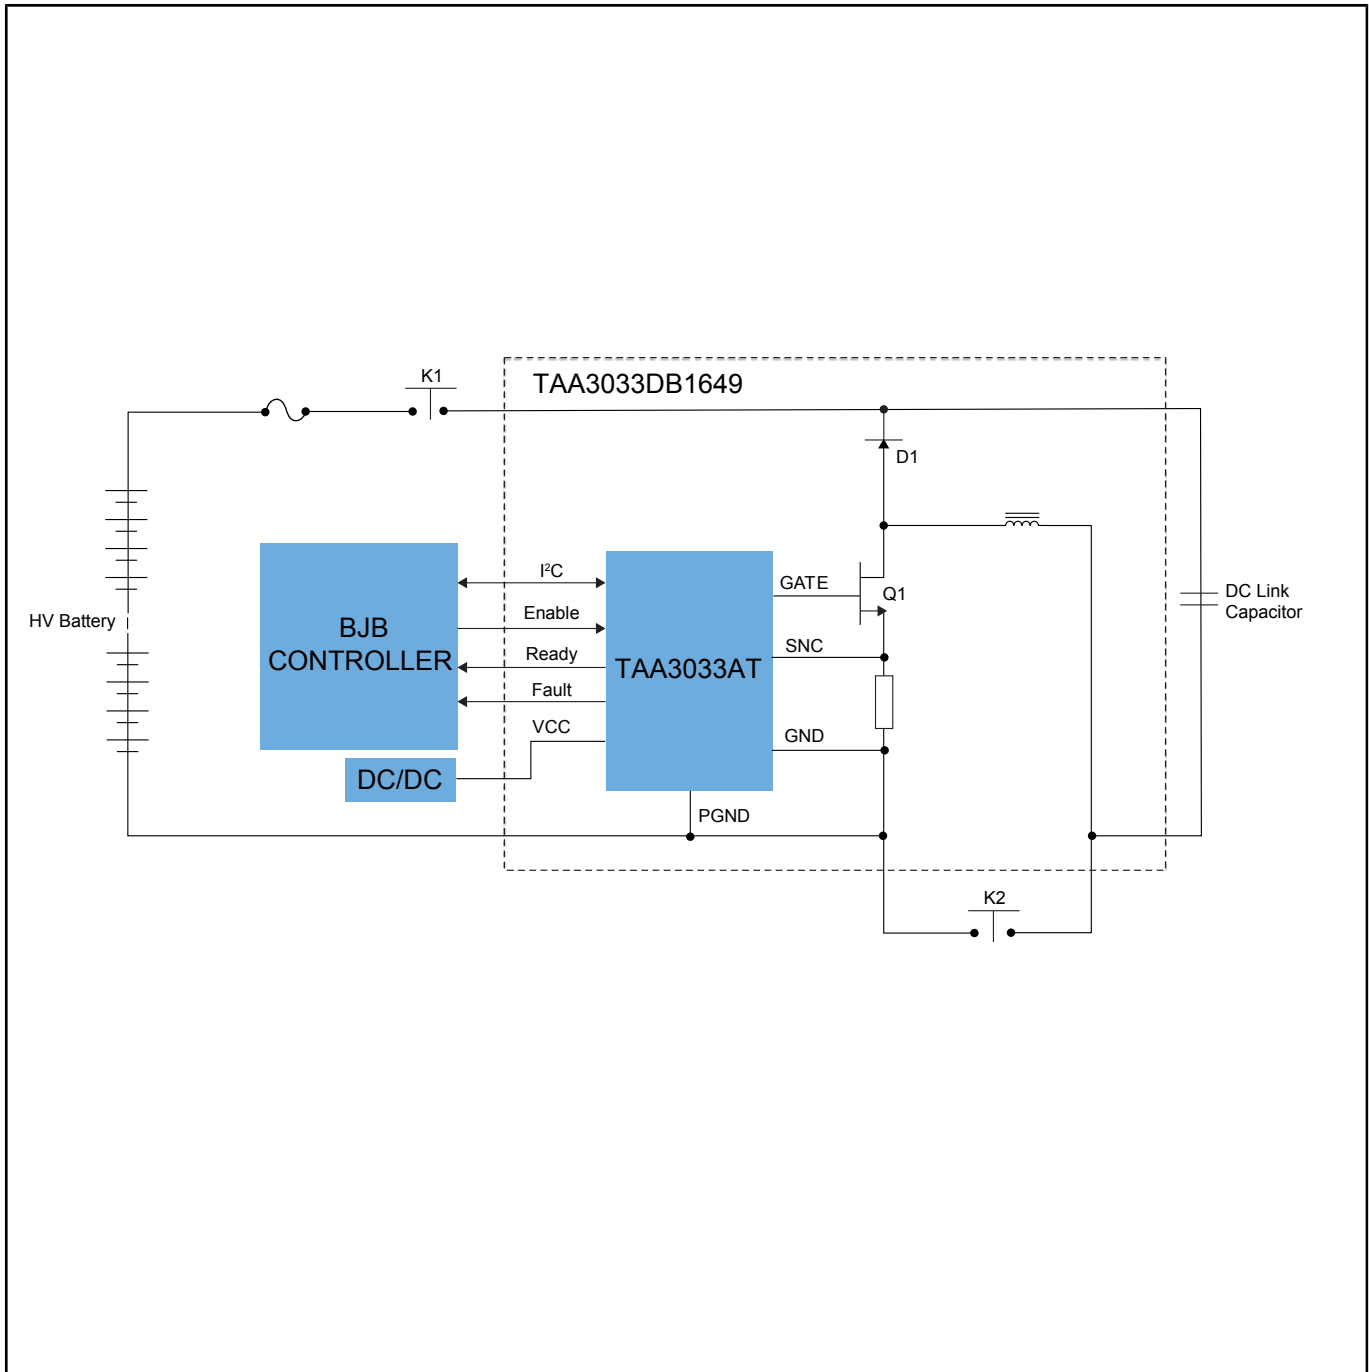 K1
TAA3033DB1649
D1
I²C
GATE
Q1
DC Link
Capacitor
Enable
HV Battery
BJB
CONTROLLER
Ready
SNC
TAA3033AT
Fault
VCC
GND
DC/DC
PGND
K2